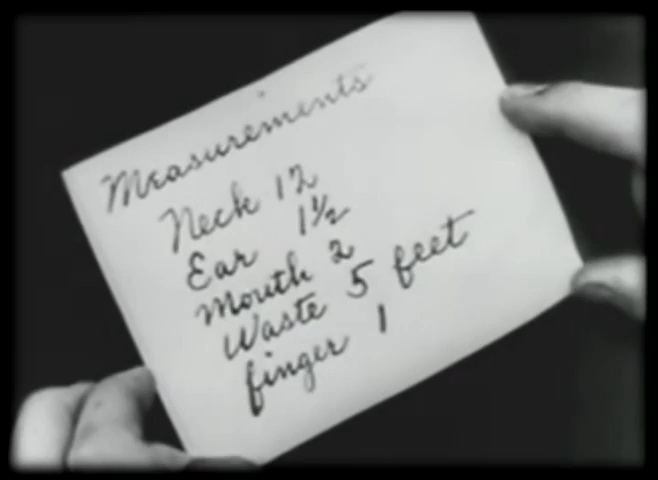 Measurements
Neck 12
Ear 1½
Mouth 2
Waste 5 feet
finger 1